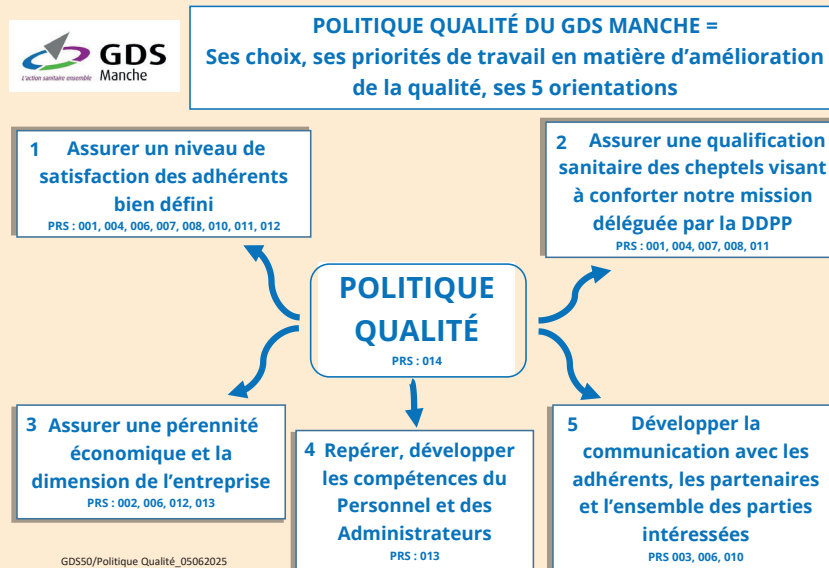 L'action sanitaire ensemble
GDS
Manche
POLITIQUE QUALITÉ DU GDS MANCHE =
Ses choix, ses priorités de travail en matière d'amélioration
de la qualité, ses 5 orientations
1 Assurer un niveau de
satisfaction des adhérents
bien défini
PRS : 001, 004, 006, 007, 008, 010, 011, 012
2 Assurer une qualification
sanitaire des cheptels visant
à conforter notre mission
déléguée par la DDPP
PRS : 001, 004, 007, 008, 011
POLITIQUE
QUALITÉ
PRS : 014
3 Assurer une pérennité
économique et la
dimension de l'entreprise
PRS : 002, 006, 012, 013
4 Repérer, développer
les compétences du
Personnel et des
Administrateurs
PRS : 013
5 Développer la
communication avec les
adhérents, les partenaires
et l'ensemble des parties
intéressées
PRS 003, 006, 010
GDS50/Politique Qualité_05062025